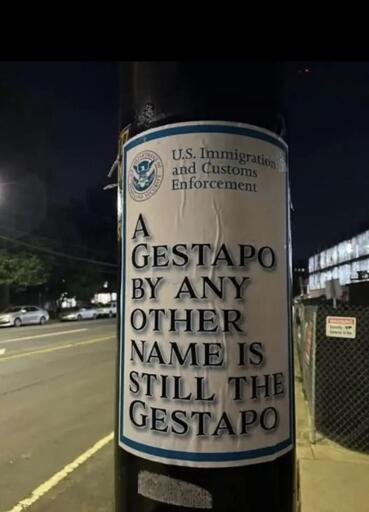 U.S. Immigration
and Customs
Enforcement
A
GESTAPO
BY ANY
OTHER
NAME IS
STILL THE
GESTAPO